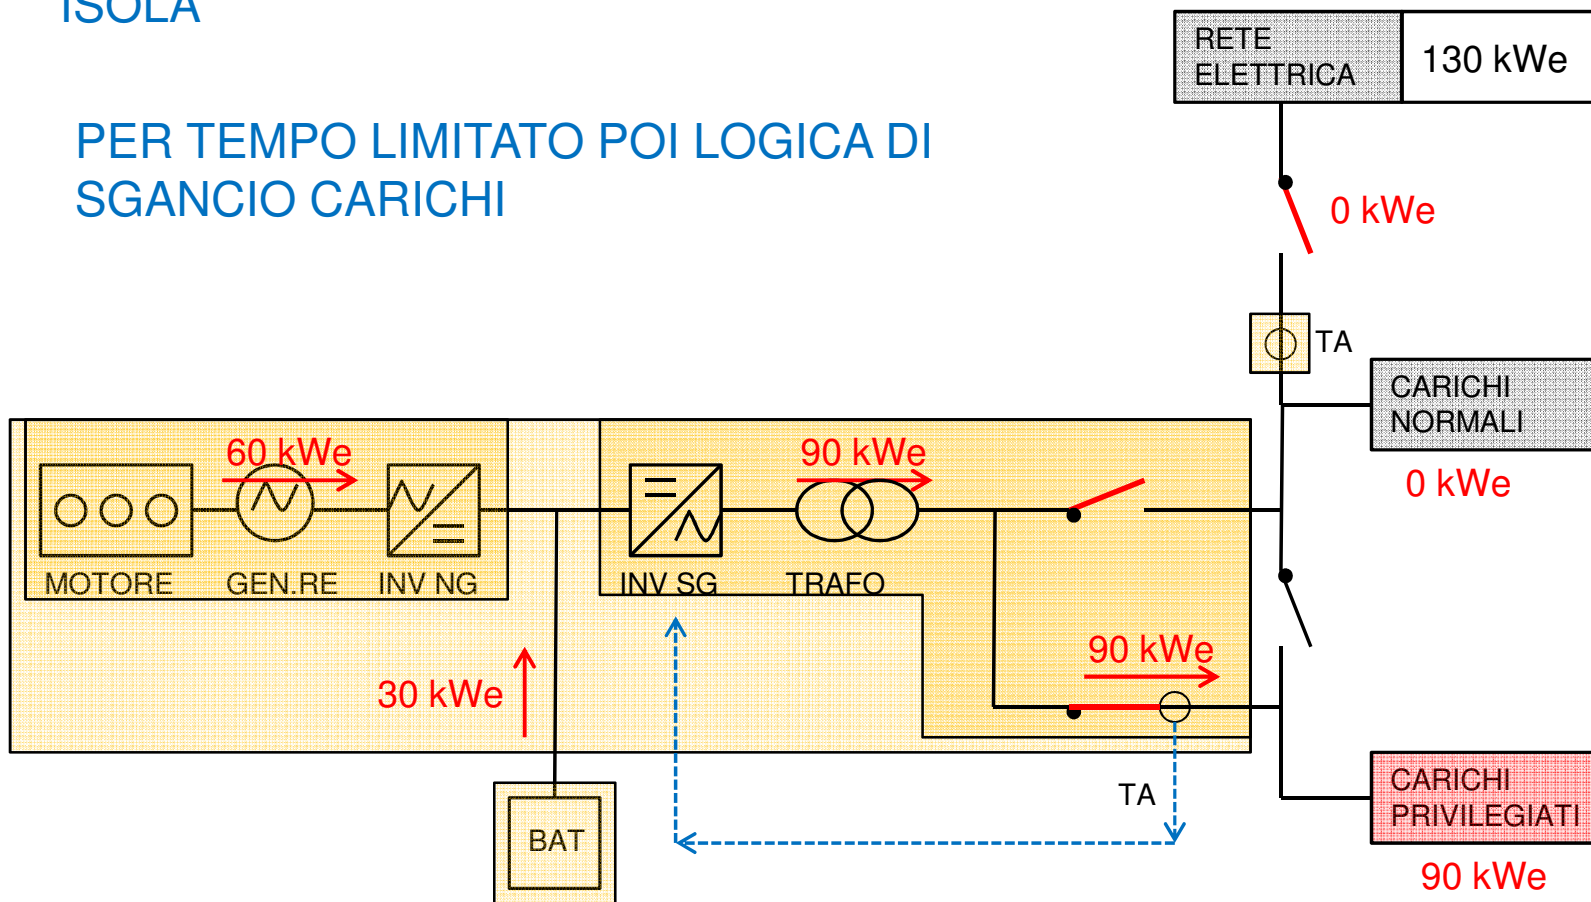 ISOLA
RETE
ELETTRICA
130 kWe
PER TEMPO LIMITATO POI LOGICA DI
SGANCIO CARICHI
0 kWe
TA
CARICHI
NORMALI
0 kWe
60 kWe
90 kWe
MOTORE
GEN.RE
INV NG
INV SG
TRAFO
90 kWe
30 kWe
TA
CARICHI
PRIVILEGIATI
90 kWe
BAT